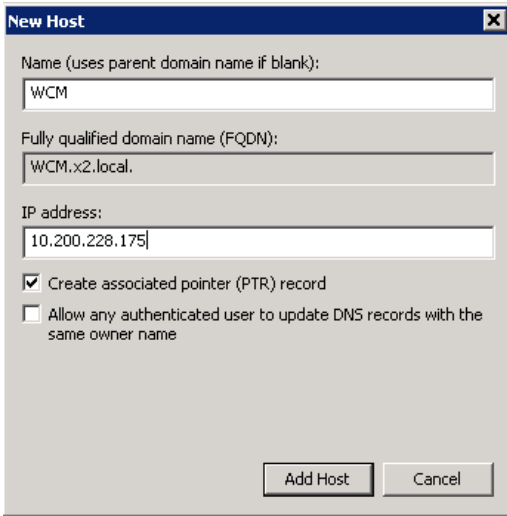 New Host
Name (uses parent domain name if blank):
WCM
Fully qualified domain name (FQDN):
WCM.x2.local.
IP address:
10.200.228.175
Create associated pointer (PTR) record
Allow any authenticated user to update DNS records with the
same owner name
Add Host
Cancel